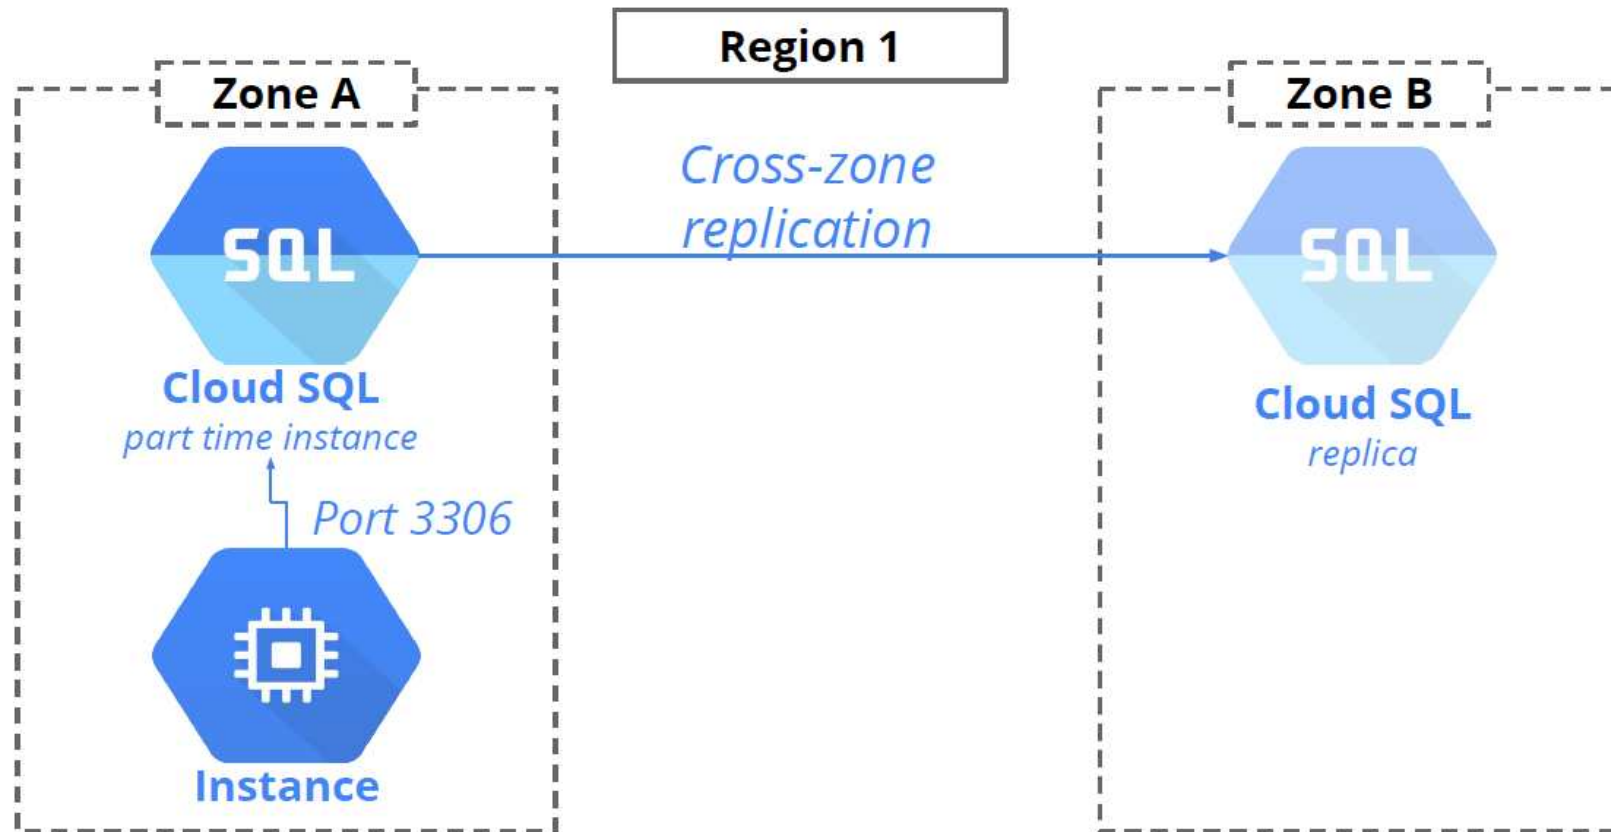 Region 1
Zone A
Zone B
Cross-zone
replication
SQL
SQL
Cloud SQL
part time instance
Cloud SQL
replica
Port 3306
Instance